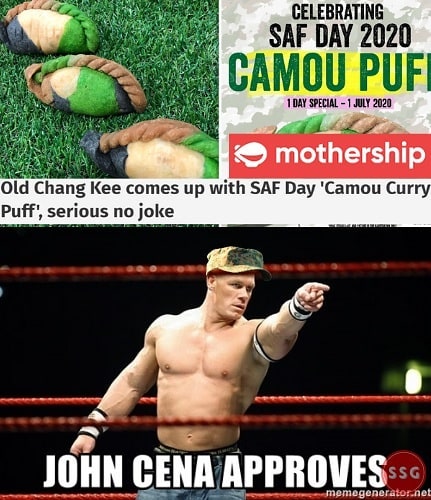 CELEBRATING
SAF DAY 2020
CAMOU PUF
1 DAY SPECIAL – 1 JULY 2020
mothership
Old Chang Kee comes up with SAF Day 'Camou Curry
Puff', serious no joke
JOHN CENA APPROVES
SSG
memegenerator.net